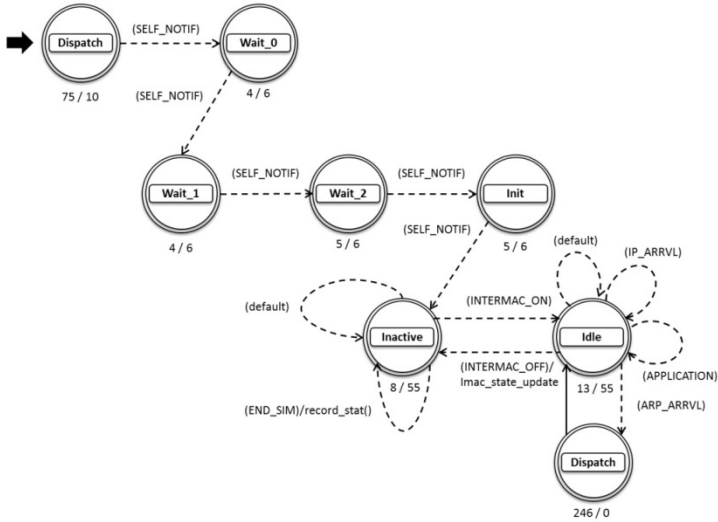 (SELF_NOTIF)
Dispatch
Wait_0
75 / 10
(SELF_NOTIF)
4 / 6
(SELF_NOTIF)
(SELF_NOTIF)
Wait_1
Wait_2
Init
4 / 6
5 / 6
5 / 6
(SELF_NOTIF)
(default)
(IP_ARRVL)
(default)
(INTERMAC_ON)
Inactive
Idle
(INTERMAC_OFF)/
Imac_state_update
(APPLICATION)
8 / 55
13 / 55
(END_SIM)/record_stat()
(ARP_ARRVL)
Dispatch
246 / 0